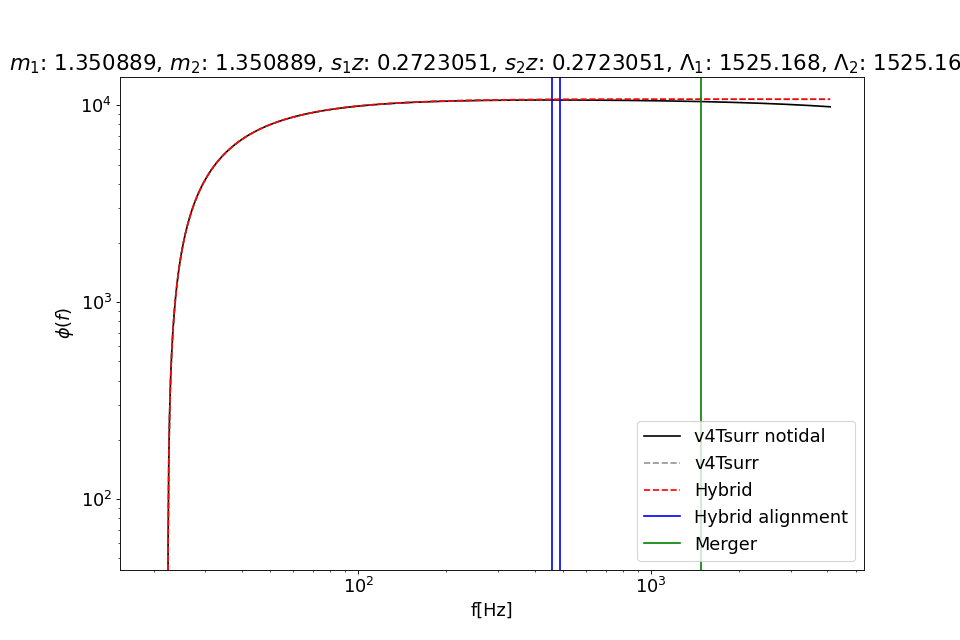 m₁: 1.350889, m₂: 1.350889, s₁z: 0.2723051, s₂z: 0.2723051, Λ₁: 1525.168, Λ₂: 1525.16
10⁴
10³
10²
ϕ(f)
v4Tsurr notidal
v4Tsurr
Hybrid
Hybrid alignment
Merger
10² 10³
f[Hz]